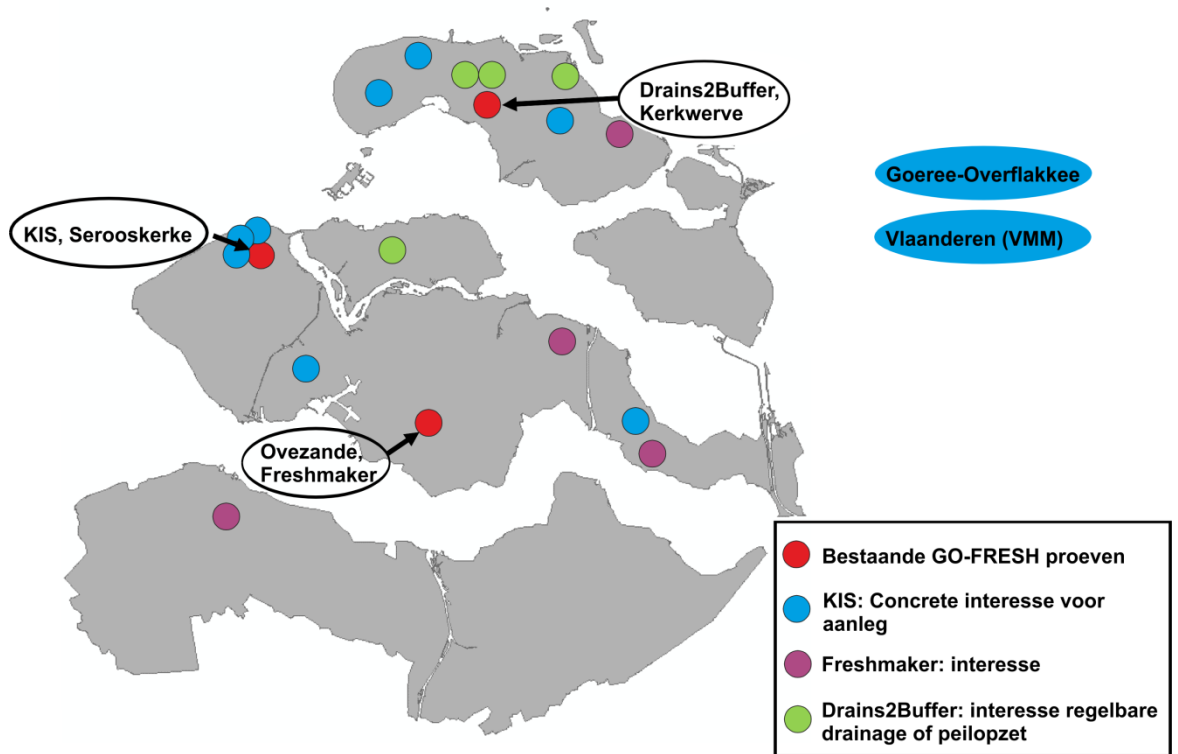 Drains2Buffer,
Kerkwerve
Goeree-Overflakkee
KIS, Serooskerke
Vlaanderen (VMM)
Ovezande,
Freshmaker
Bestaande GO-FRESH proeven
KIS: Concrete interesse voor
aanleg
Freshmaker: interesse
Drains2Buffer: interesse regelbare
drainage of peilopzet